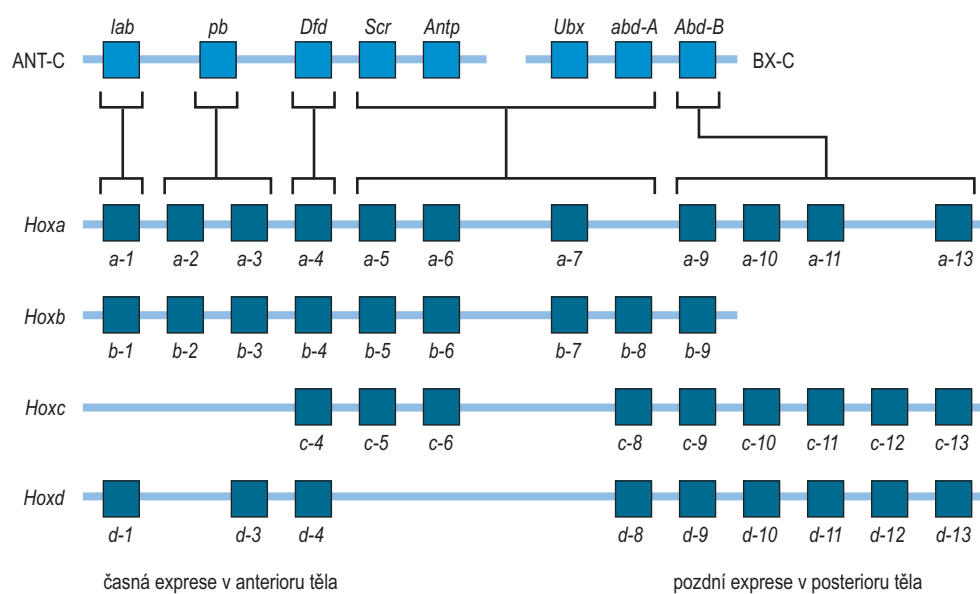 lab pb Dfd Scr Antp Ubx abd-A Abd-B
ANT-C BX-C
Hoxa
a-1 a-2 a-3 a-4 a-5 a-6 a-7 a-9 a-10 a-11 a-13
Hoxb
b-1 b-2 b-3 b-4 b-5 b-6 b-7 b-8 b-9
Hoxc
c-4 c-5 c-6 c-8 c-9 c-10 c-11 c-12 c-13
Hoxd
d-1 d-3 d-4 d-8 d-9 d-10 d-11 d-12 d-13
časná exprese v anterioru těla pozdní exprese v posterioru těla